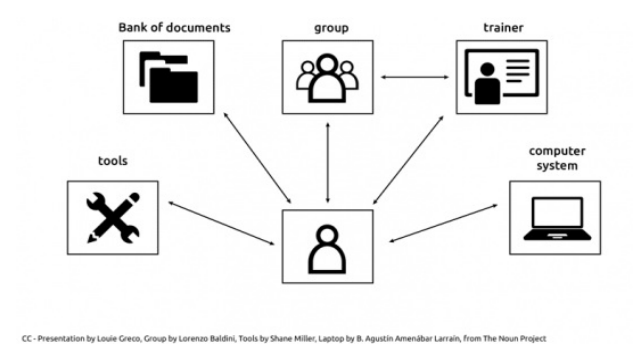 Bank of documents
group
trainer
tools
computer
system
CC - Presentation by Louie Greco, Group by Lorenzo Baldini, Tools by Shane Miller, Laptop by B. Agustín Amenábar Larraín, from The Noun Project